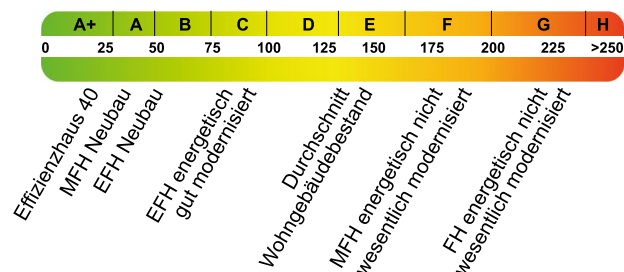 A+ A B C D E F G H
0 25 50 75 100 125 150 175 200 225 >250
Effizienzhaus 40
MFH Neubau
EFH Neubau
EFH energetisch
gut modernisiert
Durchschnitt
Wohngebäudebestand
MFH energetisch nicht
wesentlich modernisiert
FH energetisch nicht
wesentlich modernisiert